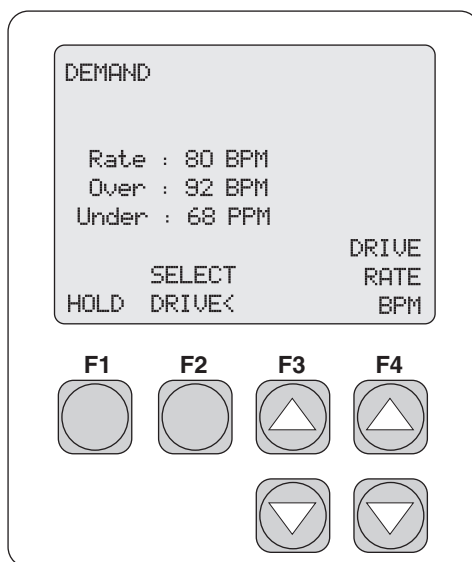 DEMAND
Rate : 80 BPM
Over : 92 BPM
Under : 68 PPM
DRIVE
SELECT RATE
HOLD DRIVE< BPM
F1 F2 F3 F4